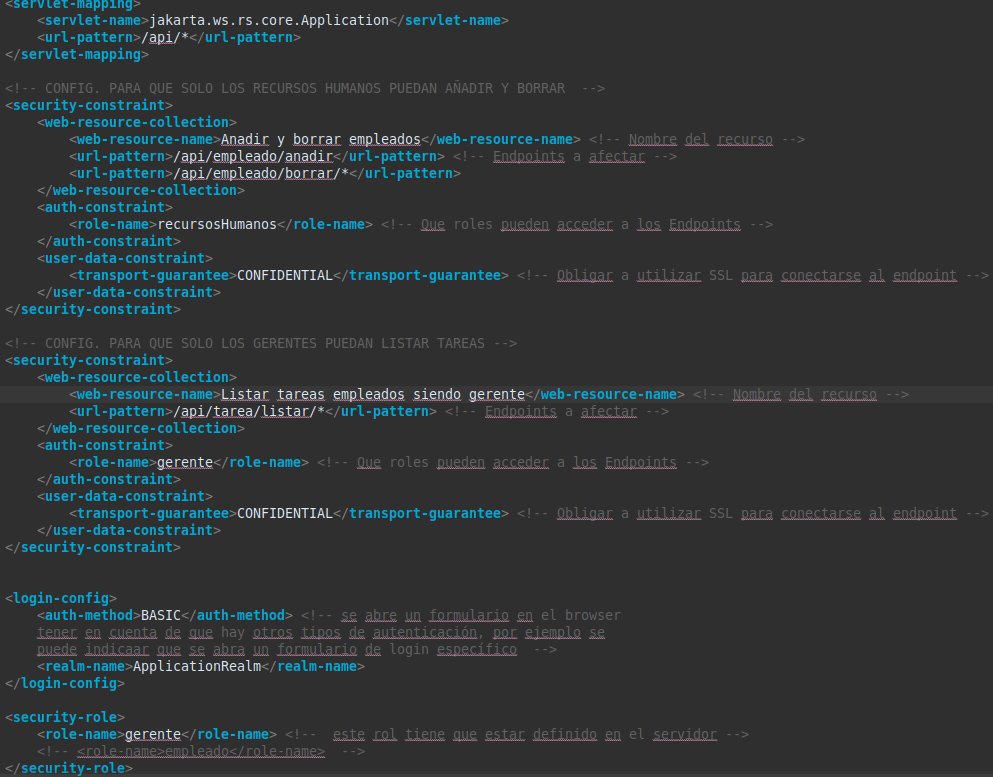 <servlet-mapping>
<servlet-name>jakarta.ws.rs.core.Application</servlet-name>
<url-pattern>/api/*</url-pattern>
</servlet-mapping>
<!-- CONFIG. PARA QUE SOLO LOS RECURSOS HUMANOS PUEDAN AÑADIR Y BORRAR  -->
<security-constraint>
<web-resource-collection>
<web-resource-name>Anadir y borrar empleados</web-resource-name> <!-- Nombre del recurso -->
<url-pattern>/api/empleado/anadir</url-pattern> <!-- Endpoints a afectar -->
<url-pattern>/api/empleado/borrar/*</url-pattern>
</web-resource-collection>
<auth-constraint>
<role-name>recursosHumanos</role-name> <!-- Que roles pueden acceder a los Endpoints -->
</auth-constraint>
<user-data-constraint>
<transport-guarantee>CONFIDENTIAL</transport-guarantee> <!-- Obligar a utilizar SSL para conectarse al endpoint -->
</user-data-constraint>
</security-constraint>
<!-- CONFIG. PARA QUE SOLO LOS GERENTES PUEDAN LISTAR TAREAS -->
<security-constraint>
<web-resource-collection>
<web-resource-name>Listar tareas empleados siendo gerente</web-resource-name> <!-- Nombre del recurso -->
<url-pattern>/api/tarea/listar/*</url-pattern> <!-- Endpoints a afectar -->
</web-resource-collection>
<auth-constraint>
<role-name>gerente</role-name> <!-- Que roles pueden acceder a los Endpoints -->
</auth-constraint>
<user-data-constraint>
<transport-guarantee>CONFIDENTIAL</transport-guarantee> <!-- Obligar a utilizar SSL para conectarse al endpoint -->
</user-data-constraint>
</security-constraint>
<login-config>
<auth-method>BASIC</auth-method> <!-- se abre un formulario en el browser
tener en cuenta de que hay otros tipos de autenticación, por ejemplo se
puede indicaar que se abra un formulario de login específico  -->
<realm-name>ApplicationRealm</realm-name>
</login-config>
<security-role>
<role-name>gerente</role-name> <!--  este rol tiene que estar definido en el servidor -->
<!-- <role-name>empleado</role-name>  -->
</security-role>